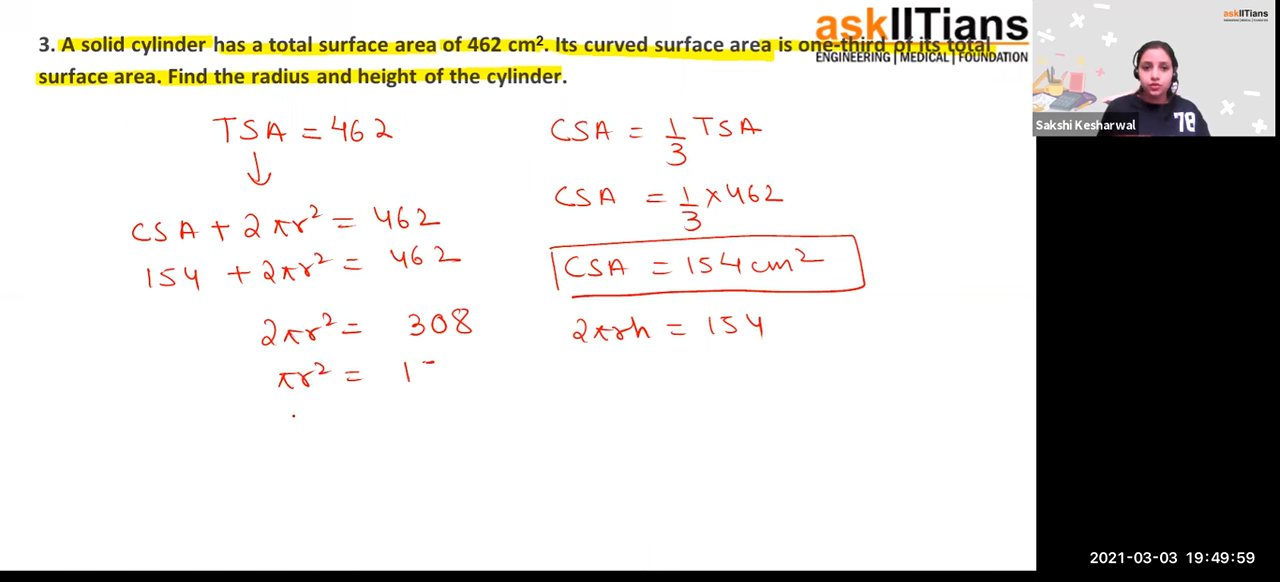 askIITians
ENGINEERING | MEDICAL | FOUNDATION
3. A solid cylinder has a total surface area of 462 cm². Its curved surface area is one-third of its total
surface area. Find the radius and height of the cylinder.
TSA = 462
↓
CSA + 2πr² = 462
154 + 2πr² = 462
2πr² = 308
πr² = 1
CSA = 1/3 TSA
CSA = 1/3 × 462
CSA = 154 cm²
2πrh = 154
askIITians
78
Sakshi Kesharwal
2021-03-03 19:49:59